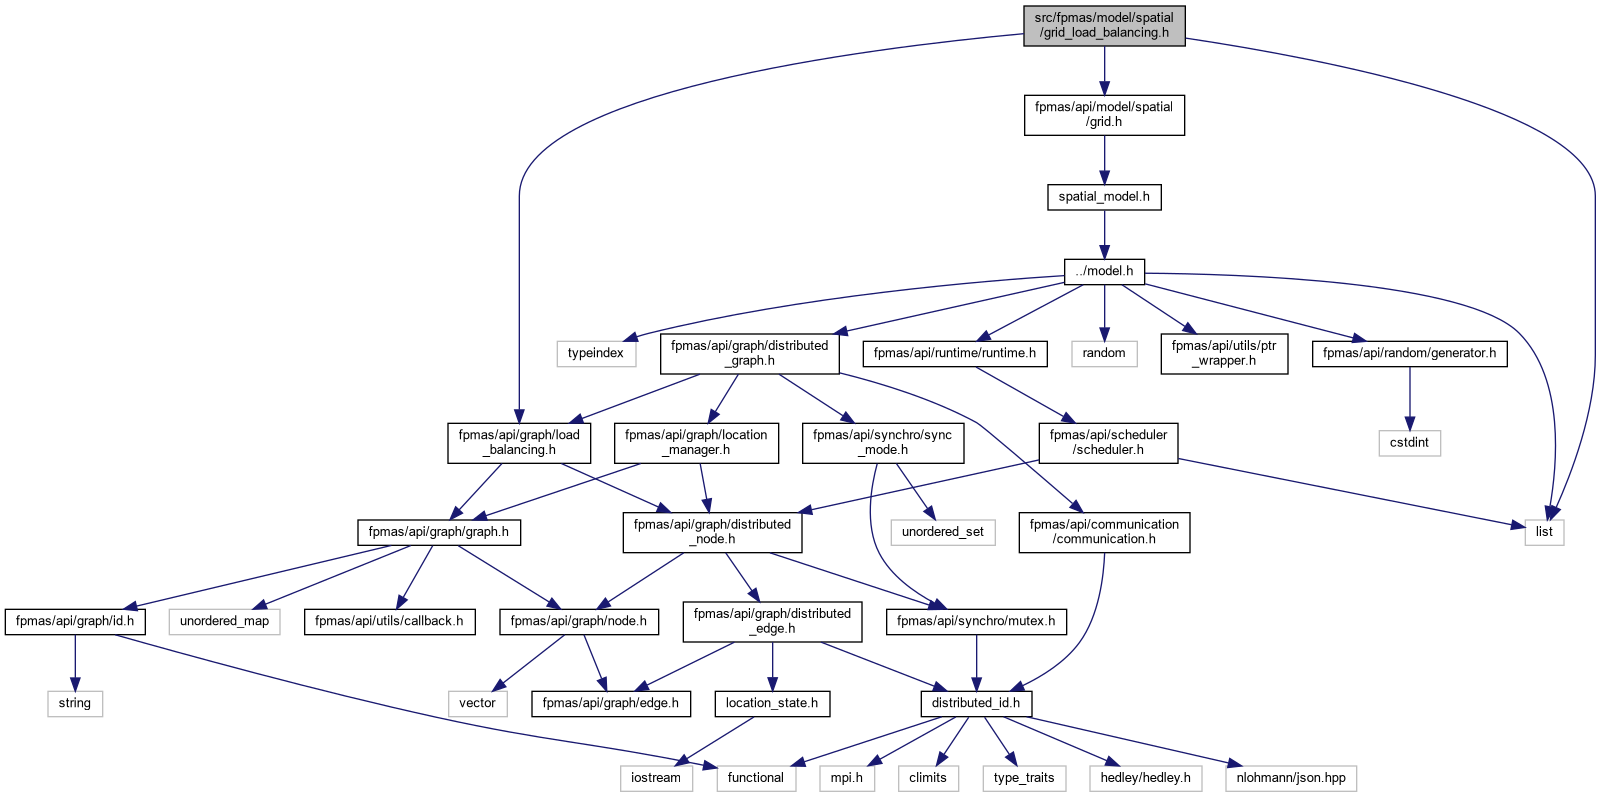 src/fpmas/model/spatial
/grid_load_balancing.h
fpmas/api/model/spatial
/grid.h
spatial_model.h
../model.h
typeindex
fpmas/api/graph/distributed
_graph.h
fpmas/api/runtime/runtime.h
random
fpmas/api/utils/ptr
_wrapper.h
fpmas/api/random/generator.h
fpmas/api/graph/load
_balancing.h
fpmas/api/graph/location
_manager.h
fpmas/api/synchro/sync
_mode.h
fpmas/api/scheduler
/scheduler.h
cstdint
fpmas/api/graph/graph.h
fpmas/api/graph/distributed
_node.h
unordered_set
fpmas/api/communication
/communication.h
list
fpmas/api/graph/id.h
unordered_map
fpmas/api/utils/callback.h
fpmas/api/graph/node.h
fpmas/api/graph/distributed
_edge.h
fpmas/api/synchro/mutex.h
string
vector
fpmas/api/graph/edge.h
location_state.h
distributed_id.h
iostream
functional
mpi.h
climits
type_traits
hedley/hedley.h
nlohmann/json.hpp